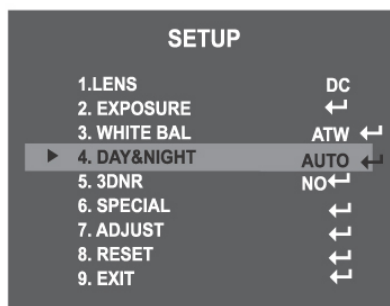 SETUP
1.LENS DC
2. EXPOSURE ↵
3. WHITE BAL ATW ↵
► 4. DAY&NIGHT AUTO ↵
5. 3DNR NO↵
6. SPECIAL ↵
7. ADJUST ↵
8. RESET ↵
9. EXIT ↵